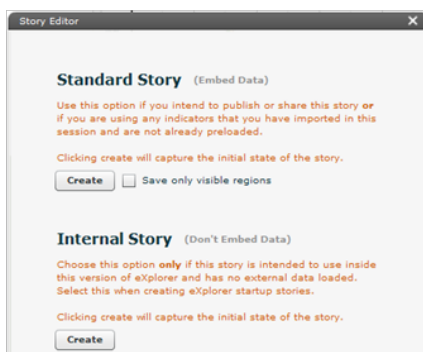 Story Editor
Standard Story (Embed Data)
Use this option if you intend to publish or share this story or
if you are using any indicators that you have imported in this
session and are not already preloaded.
Clicking create will capture the initial state of the story.
Create Save only visible regions
Internal Story (Don't Embed Data)
Choose this option only if this story is intended to use inside
this version of eXplorer and has no external data loaded.
Select this when creating eXplorer startup stories.
Clicking create will capture the initial state of the story.
Create